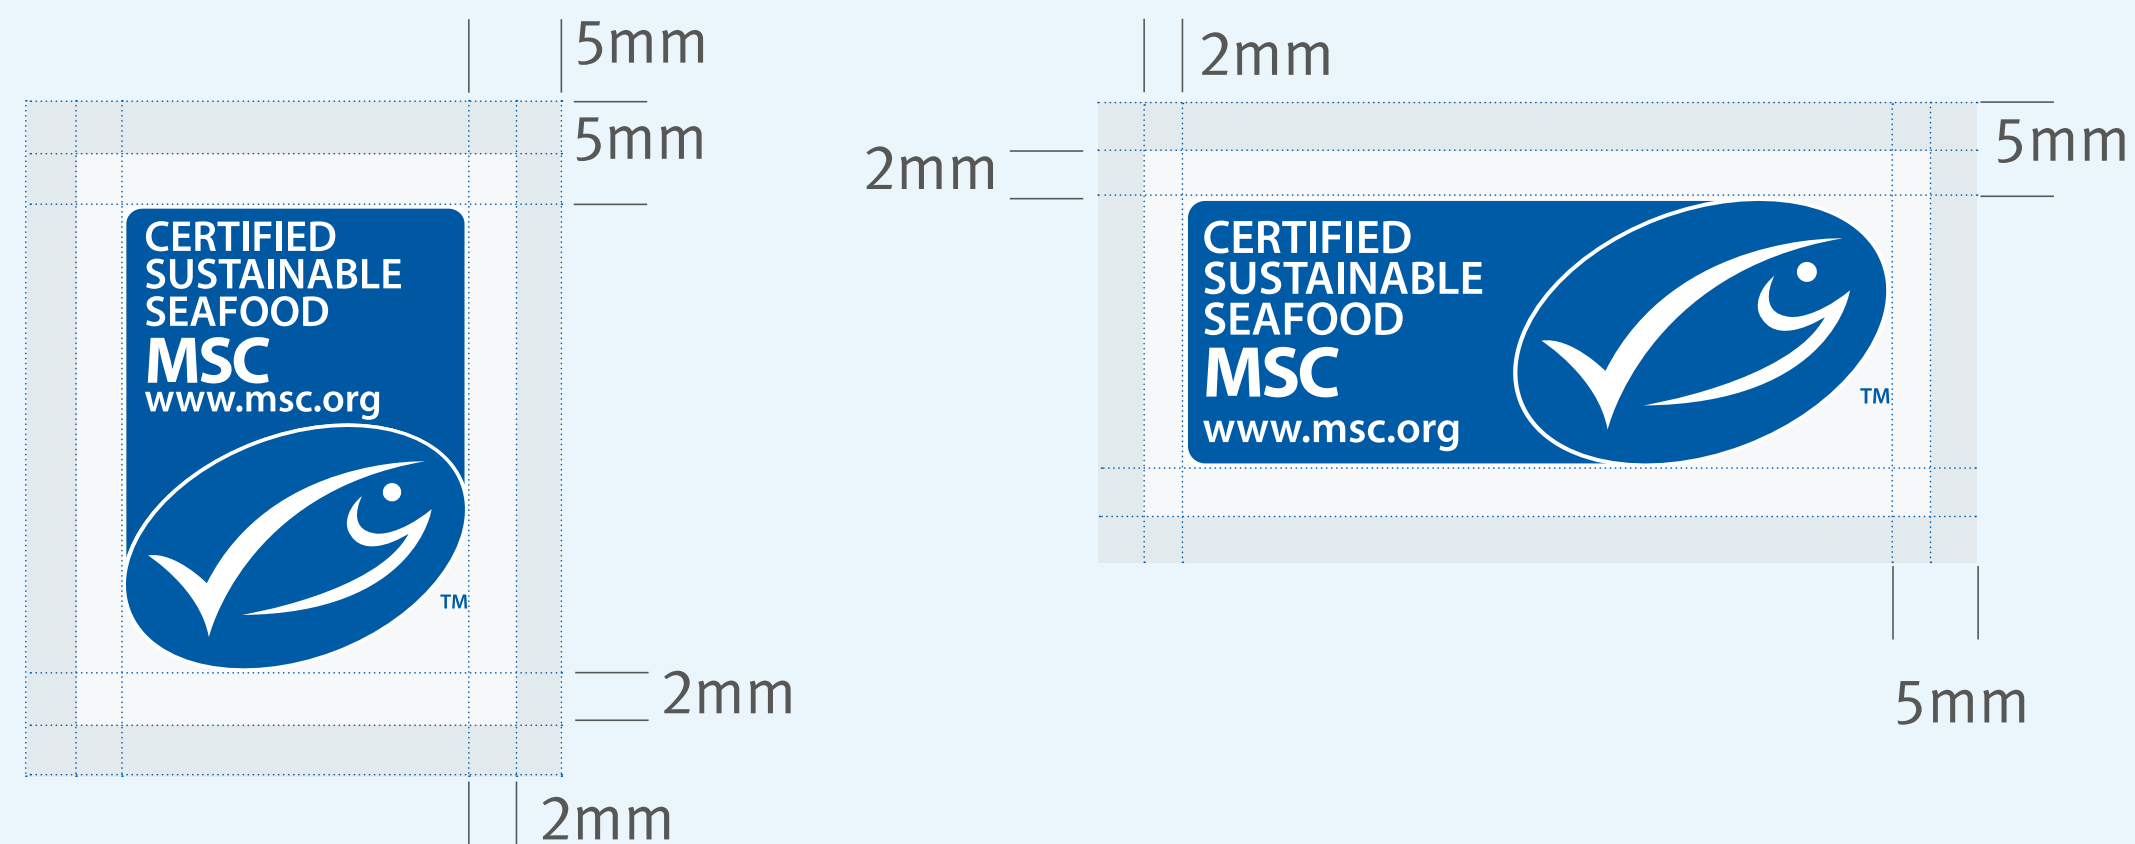 5mm
5mm
CERTIFIED
SUSTAINABLE
SEAFOOD
MSC
www.msc.org
TM
2mm
2mm
2mm
2mm
5mm
CERTIFIED
SUSTAINABLE
SEAFOOD
MSC
www.msc.org
TM
5mm